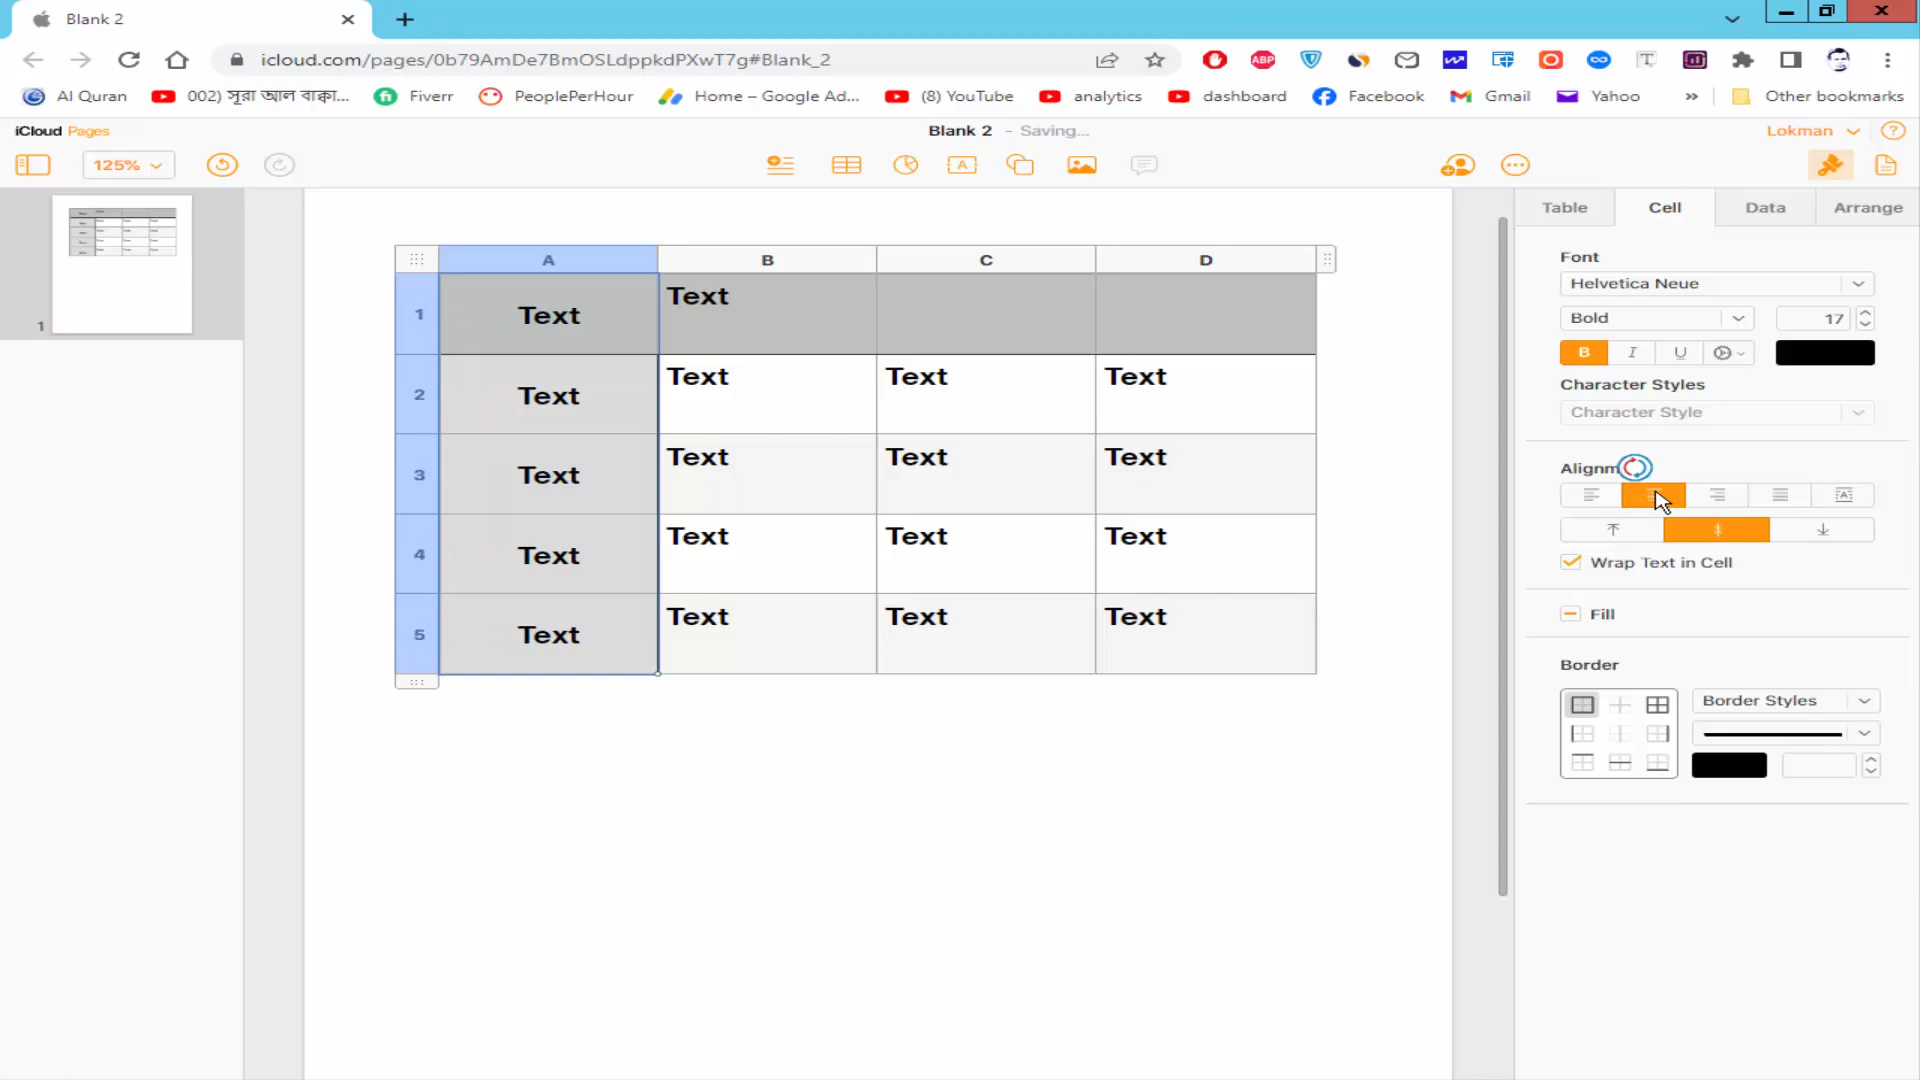 Blank 2
icloud.com/pages/0b79AmDe7BmOSLdppkdPXwT7g#Blank_2
ABP
Al Quran
002) সূরা আল বাক্বা...
Fiverr
PeoplePerHour
Home – Google Ad...
(8) YouTube
analytics
dashboard
Facebook
Gmail
Yahoo
»
Other bookmarks
iCloud Pages
Blank 2 - Saving...
Lokman
125%
Table
Cell
Data
Arrange
1
A B C D
1 Text Text
2 Text Text Text Text
3 Text Text Text Text
4 Text Text Text Text
5 Text Text Text Text
Font
Helvetica Neue
Bold
17
B I U
Character Styles
Character Style
Alignm
Wrap Text in Cell
Fill
Border
Border Styles